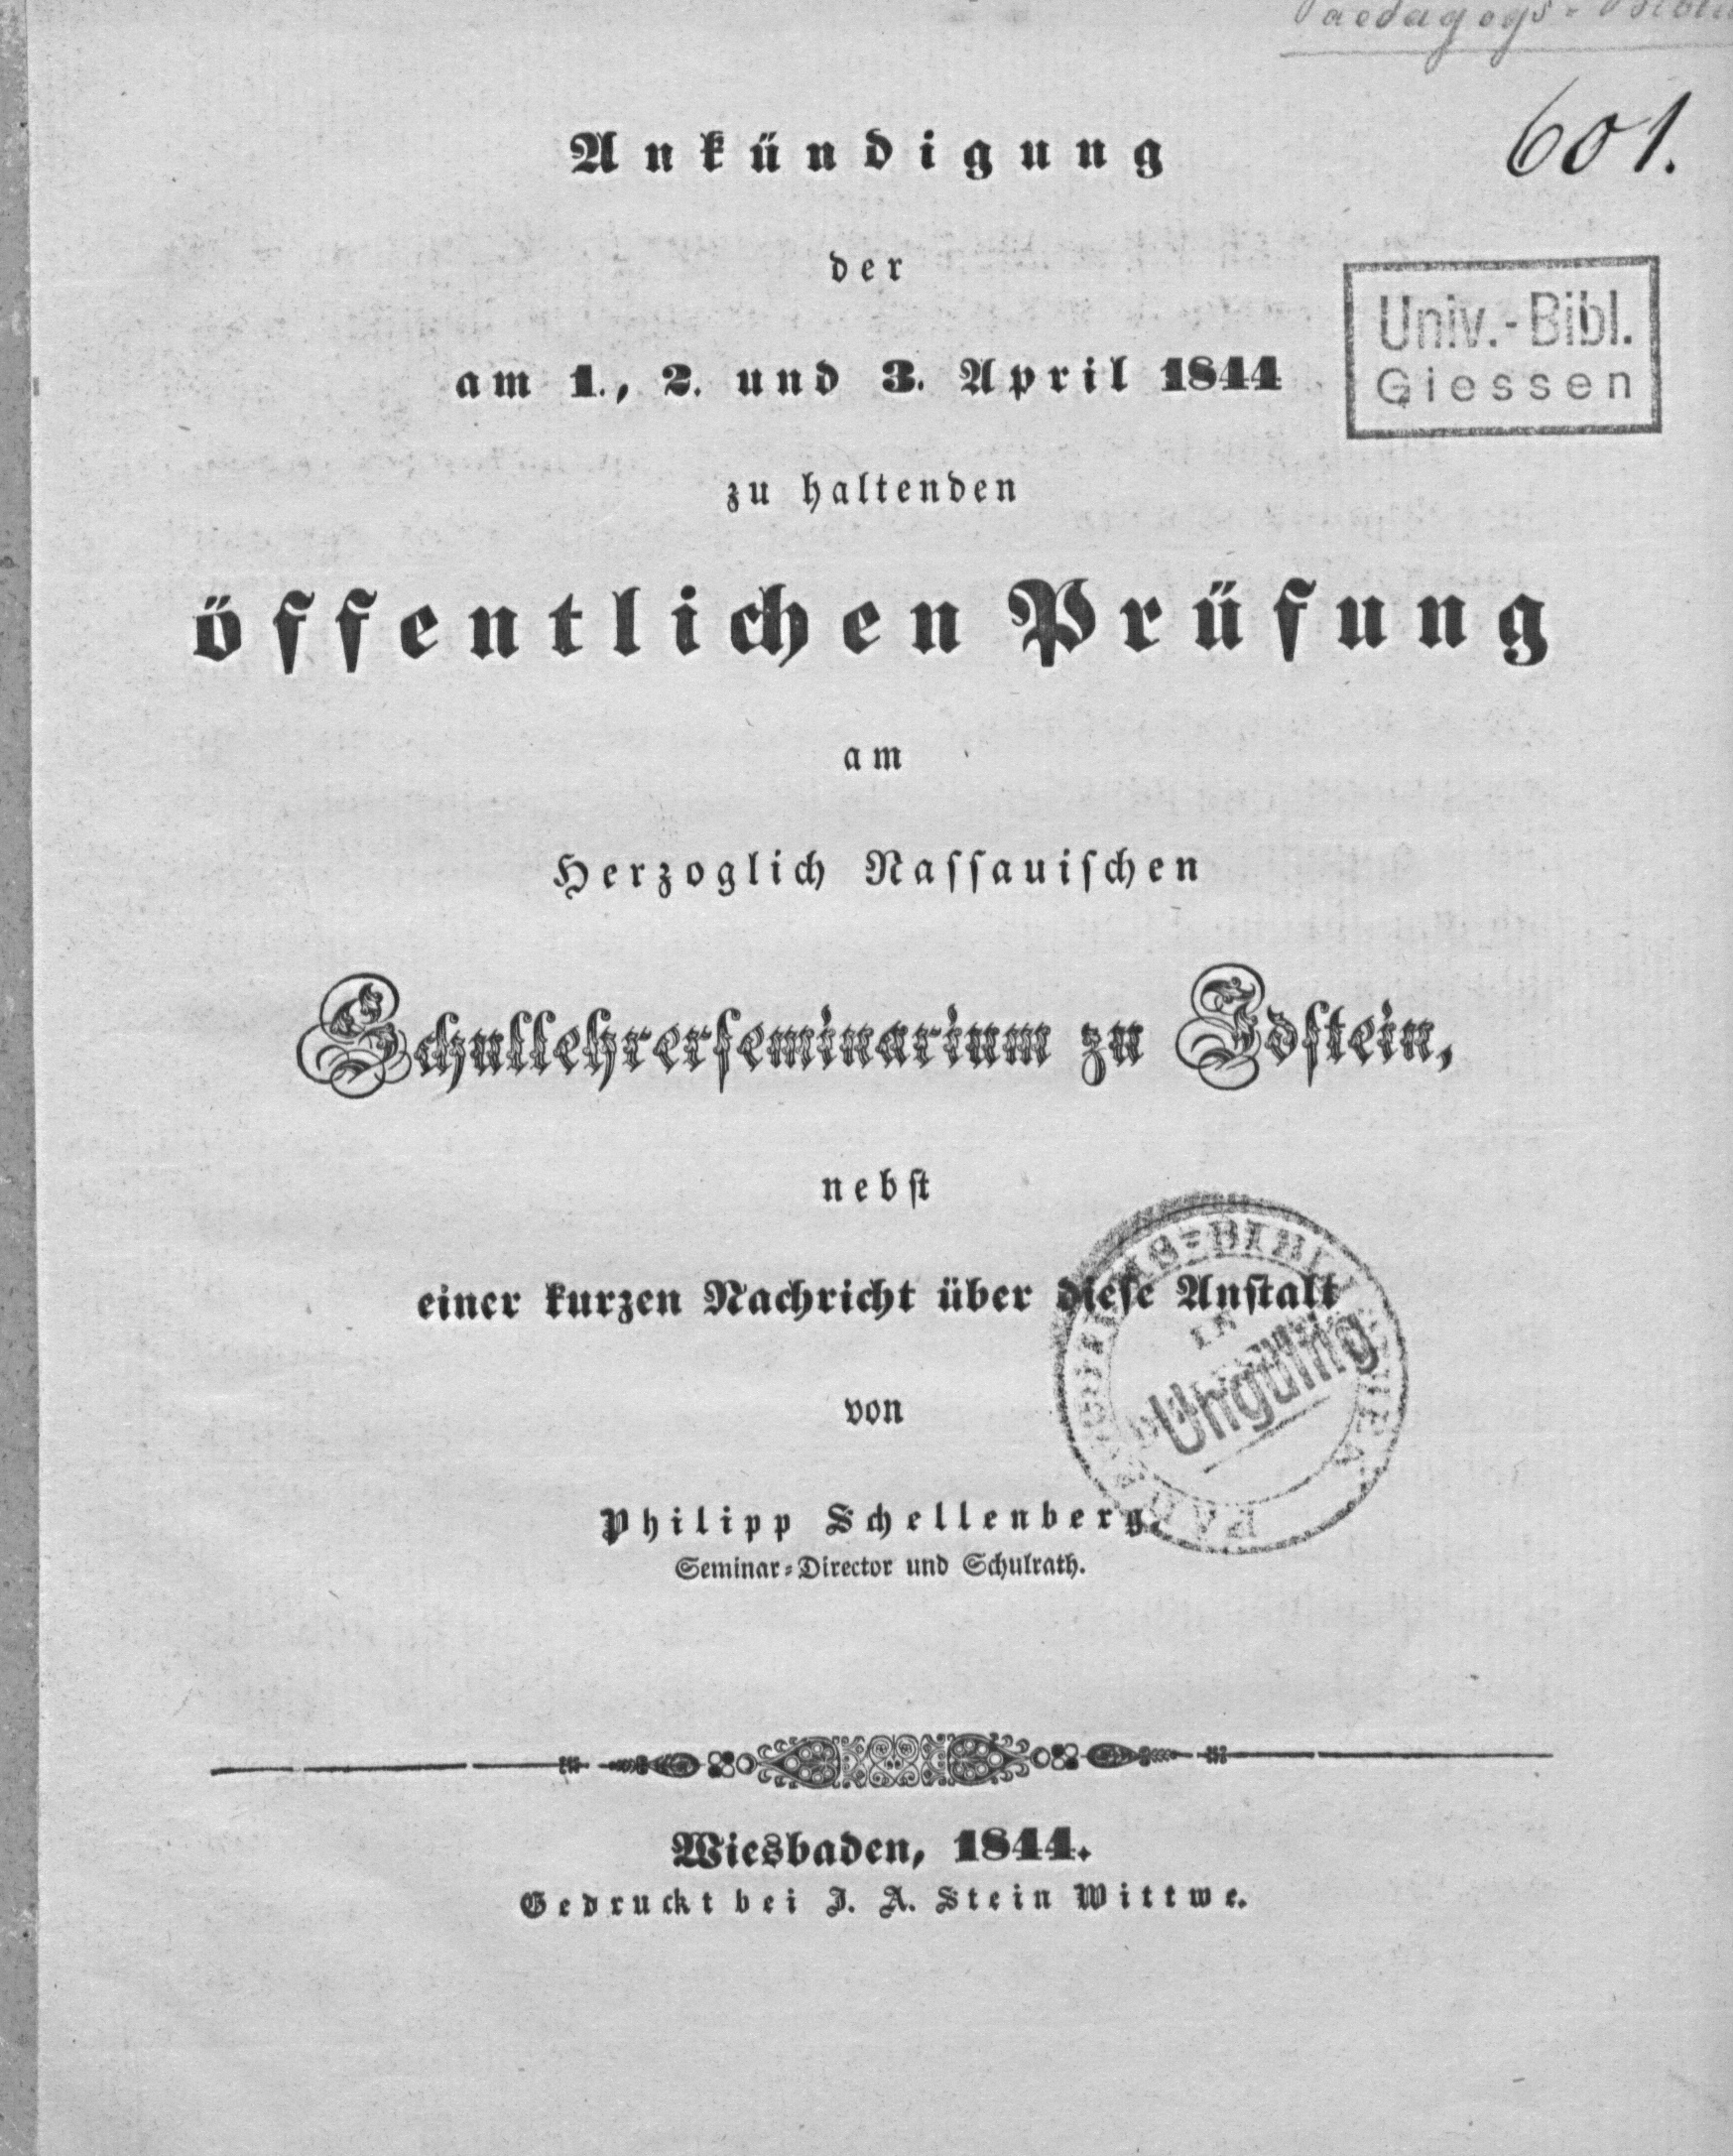 601.
Univ.-Bibl.
Giessen
Ankündigung
der
am 1., 2. und 3. April 1844
zu haltenden
öffentlichen Prüfung
am
Herzoglich Nassauischen
Schullehrerseminarium zu Idstein,
nebst
einer kurzen Nachricht über diese Anstalt
von
Philipp Schellenberg,
Seminar-Director und Schulrath.
Ungültig
Wiesbaden, 1844.
Gedruckt bei J. A. Stein Wittwe.